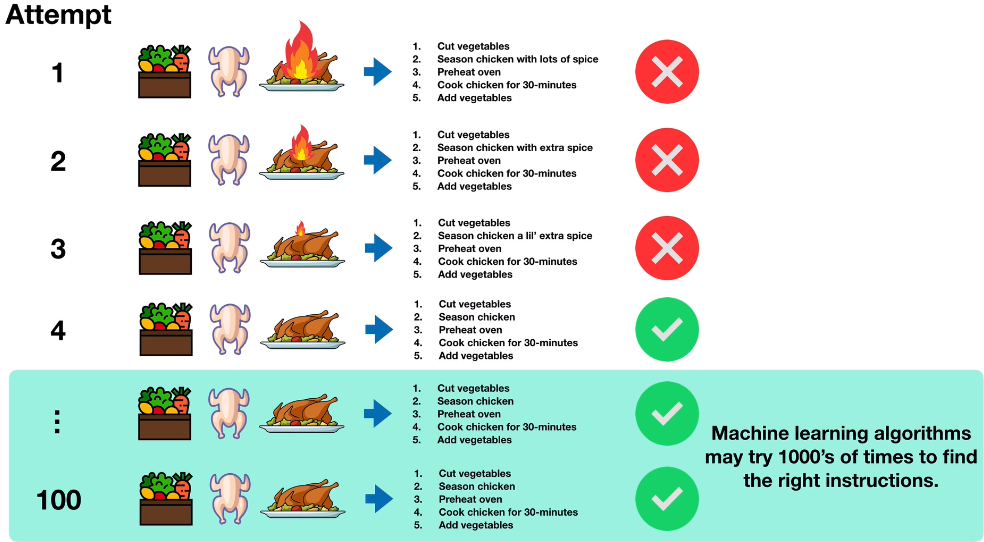 Attempt
1
1. Cut vegetables
2. Season chicken with lots of spice
3. Preheat oven
4. Cook chicken for 30-minutes
5. Add vegetables
2
1. Cut vegetables
2. Season chicken with extra spice
3. Preheat oven
4. Cook chicken for 30-minutes
5. Add vegetables
3
1. Cut vegetables
2. Season chicken a lil’ extra spice
3. Preheat oven
4. Cook chicken for 30-minutes
5. Add vegetables
4
1. Cut vegetables
2. Season chicken
3. Preheat oven
4. Cook chicken for 30-minutes
5. Add vegetables
⋮
1. Cut vegetables
2. Season chicken
3. Preheat oven
4. Cook chicken for 30-minutes
5. Add vegetables
100
1. Cut vegetables
2. Season chicken
3. Preheat oven
4. Cook chicken for 30-minutes
5. Add vegetables
Machine learning algorithms
may try 1000’s of times to find
the right instructions.